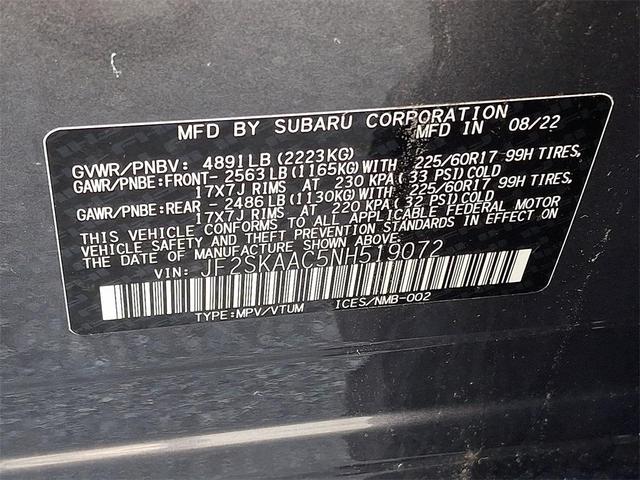 MFD BY SUBARU CORPORATION
MFD IN 08/22
GVWR/PNBV: 4891LB (2223KG)
GAWR/PNBE:FRONT- 2563LB(1165KG)WITH 225/60R17 99H TIRES,
17X7J RIMS AT 230 KPA(33 PSI)COLD
GAWR/PNBE:REAR - 2486LB(1130KG)WITH 225/60R17 99H TIRES,
17X7J RIMS AT 220 KPA(32 PSI)COLD
THIS VEHICLE CONFORMS TO ALL APPLICABLE FEDERAL MOTOR
VEHICLE SAFETY AND THEFT PREVENTION STANDARDS IN EFFECT ON
THE DATE OF MANUFACTURE SHOWN ABOVE.
VIN: JF2SKAAC5NH519072
TYPE:MPV/VTUM ICES/NMB-002